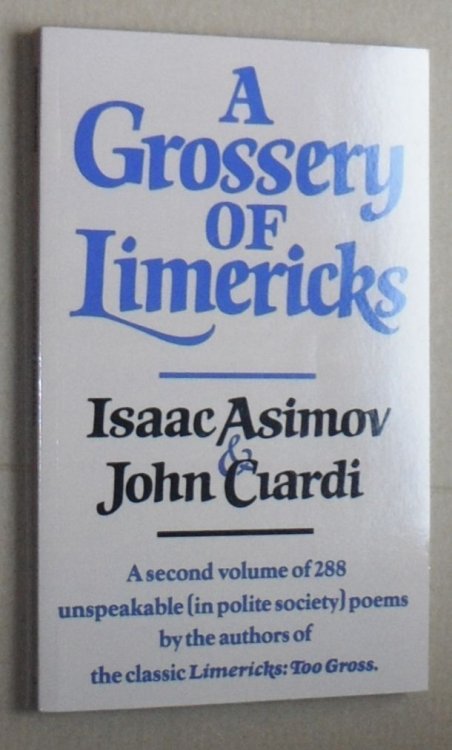 A
Grossery
OF
Limericks
Isaac Asimov
&
John Ciardi
A second volume of 288
unspeakable (in polite society) poems
by the authors of
the classic Limericks: Too Gross.